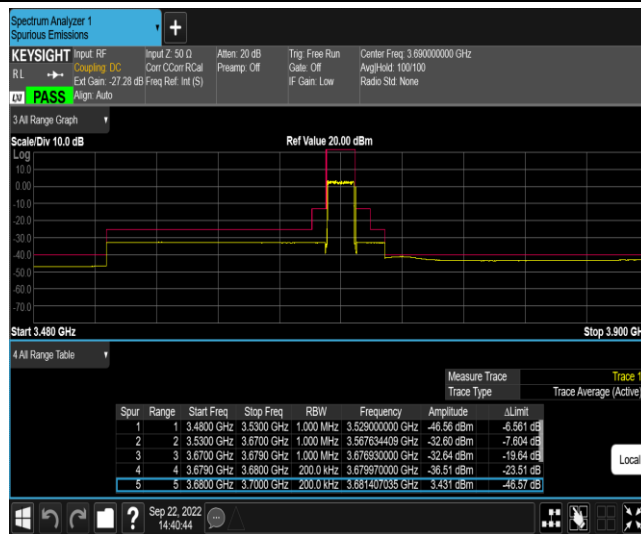 Spectrum Analyzer 1
Spurious Emissions
+
KEYSIGHT Input: RF Input Z: 50 Ω Atten: 20 dB Trig: Free Run Center Freq: 3.690000000 GHz
RL Coupling: DC Corr CCorr RCal Preamp: Off Gate: Off Avg|Hold: 100/100
Ext Gain: -27.28 dB Freq Ref: Int (S) IF Gain: Low Radio Std: None
LXI PASS Align: Auto
3 All Range Graph
Scale/Div 10.0 dB Ref Value 20.00 dBm
Log
10.0
0.00
-10.0
-20.0
-30.0
-40.0
-50.0
-60.0
-70.0
Start 3.480 GHz Stop 3.900 GH
4 All Range Table
Measure Trace Trace 1
Trace Type Trace Average (Active)
Spur Range Start Freq Stop Freq RBW Frequency Amplitude ΔLimit
1 1 3.4800 GHz 3.5300 GHz 1.000 MHz 3.529000000 GHz -46.56 dBm -6.561 dB
2 2 3.5300 GHz 3.6700 GHz 1.000 MHz 3.567634409 GHz -32.60 dBm -7.604 dB
3 3 3.6700 GHz 3.6790 GHz 1.000 MHz 3.676930000 GHz -32.64 dBm -19.64 dB
4 4 3.6790 GHz 3.6800 GHz 200.0 kHz 3.679970000 GHz -36.51 dBm -23.51 dB
5 5 3.6800 GHz 3.7000 GHz 200.0 kHz 3.681407035 GHz 3.431 dBm -46.57 dB
Local
? Sep 22, 2022
14:40:44